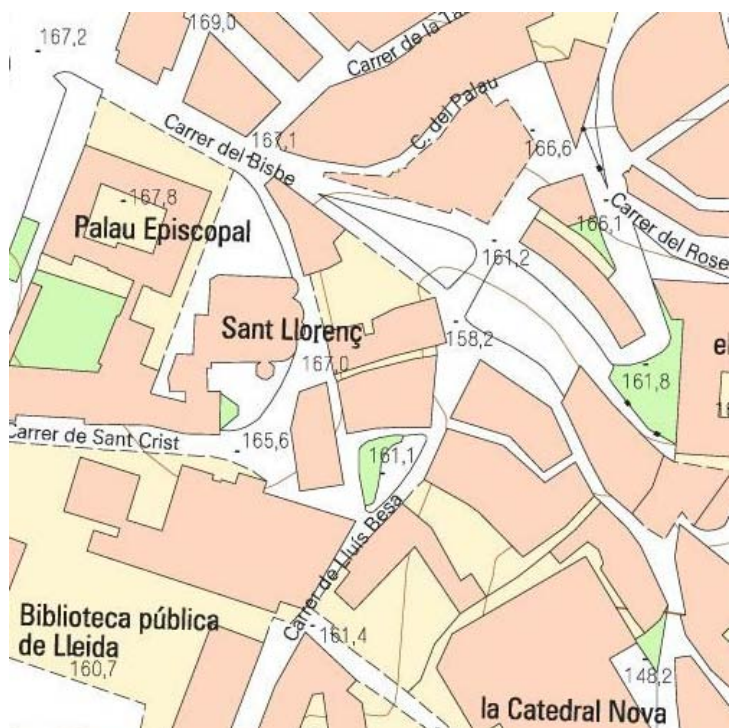 169,0
167,2
Carrer de la
C. del Palau
Carrer del Bisbe
167,1
166,6
167,8
Palau Episcopal
166,1
Carrer del Rose
161,2
Sant Llorenç
158,2
el
167,0
161,8
Carrer de Sant Crist
165,6
161,1
Carrer de Lluís Besa
Biblioteca pública
de Lleida
161,4
160,7
148,2
la Catedral Nova